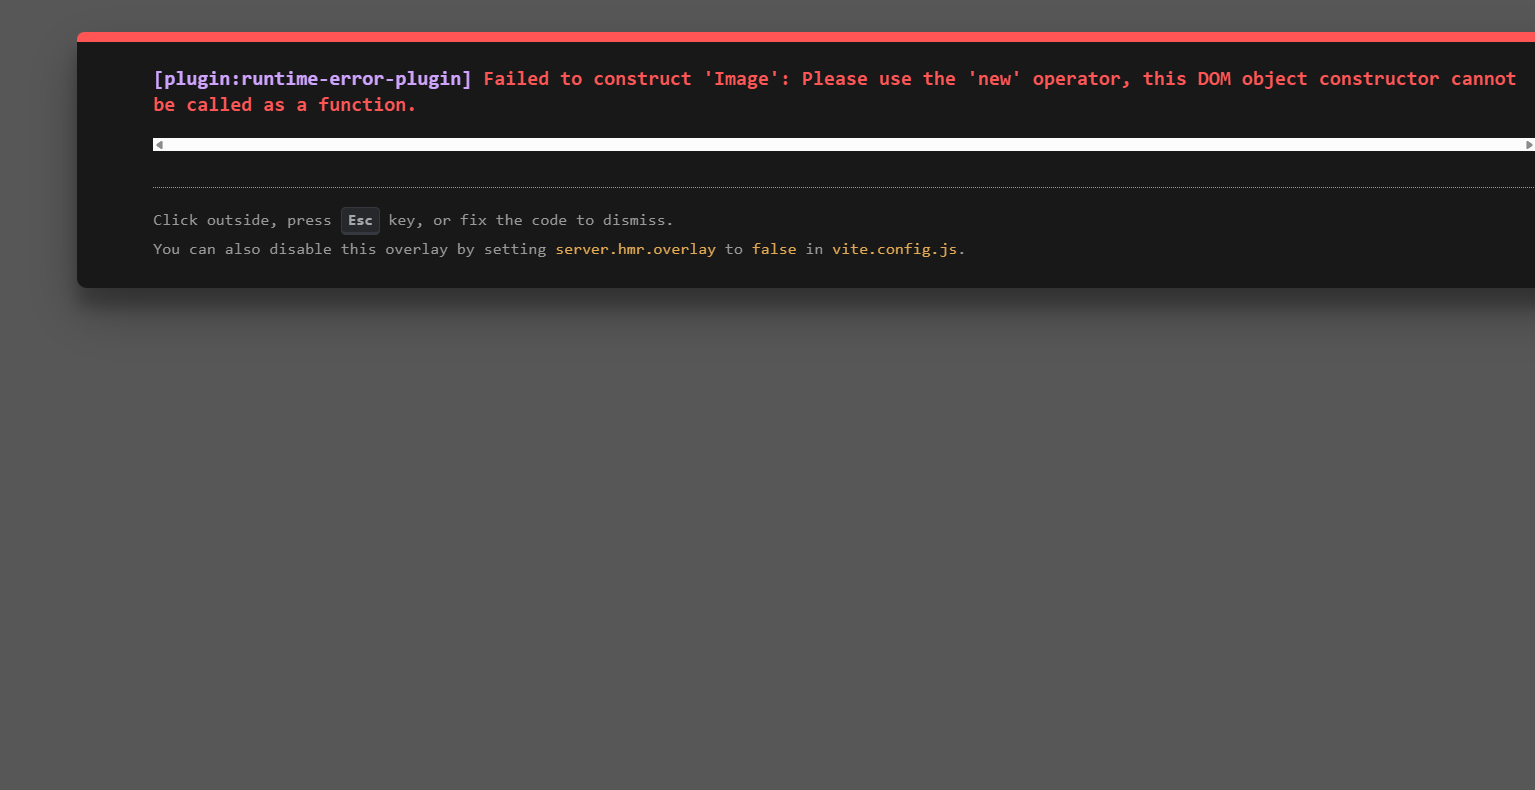 [plugin:runtime-error-plugin] Failed to construct 'Image': Please use the 'new' operator, this DOM object constructor cannot
be called as a function.
Click outside, press Esc key, or fix the code to dismiss.
You can also disable this overlay by setting server.hmr.overlay to false in vite.config.js.